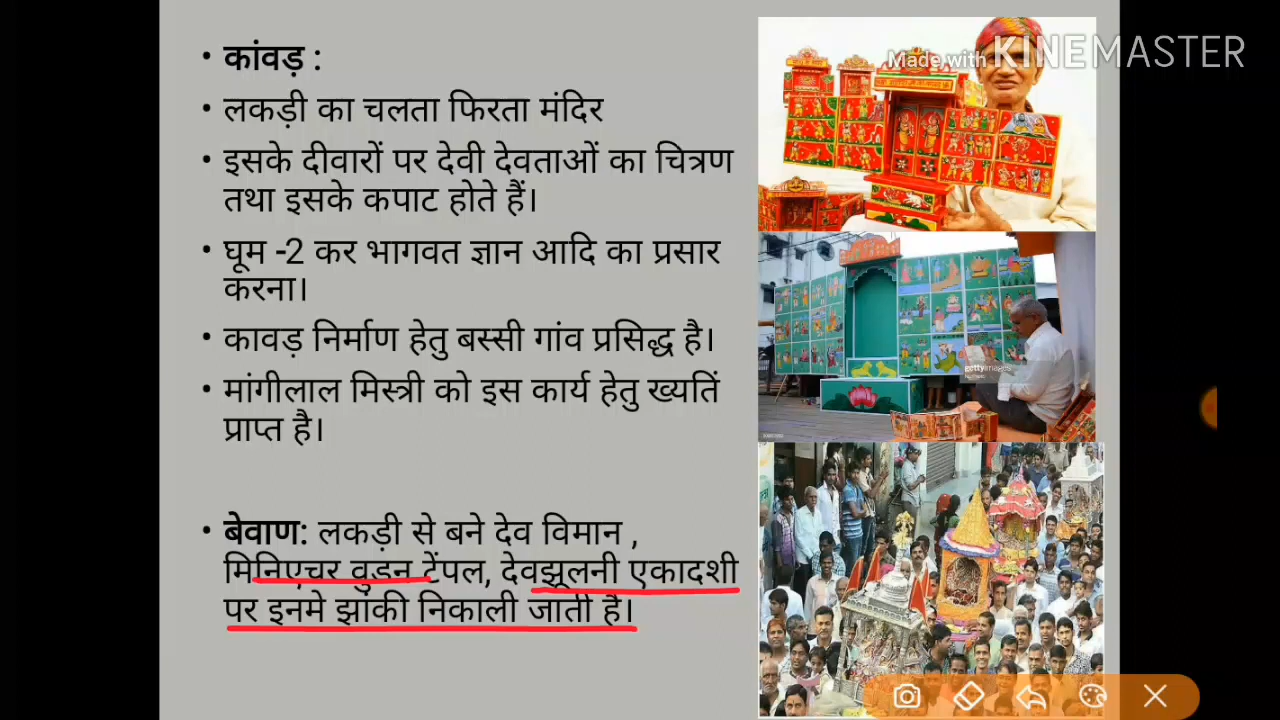 Made with KINEMASTER
• कांवड़ :
• लकड़ी का चलता फिरता मंदिर
• इसके दीवारों पर देवी देवताओं का चित्रण
तथा इसके कपाट होते हैं।
• घूम -2 कर भागवत ज्ञान आदि का प्रसार
करना।
• कावड़ निर्माण हेतु बस्सी गांव प्रसिद्ध है।
• मांगीलाल मिस्त्री को इस कार्य हेतु ख्यतिं
प्राप्त है।
• बेवाण: लकड़ी से बने देव विमान ,
मिनिएचर वुडन टेंपल, देवझूलनी एकादशी
पर इनमे झांकी निकाली जाती है।
gettyimages